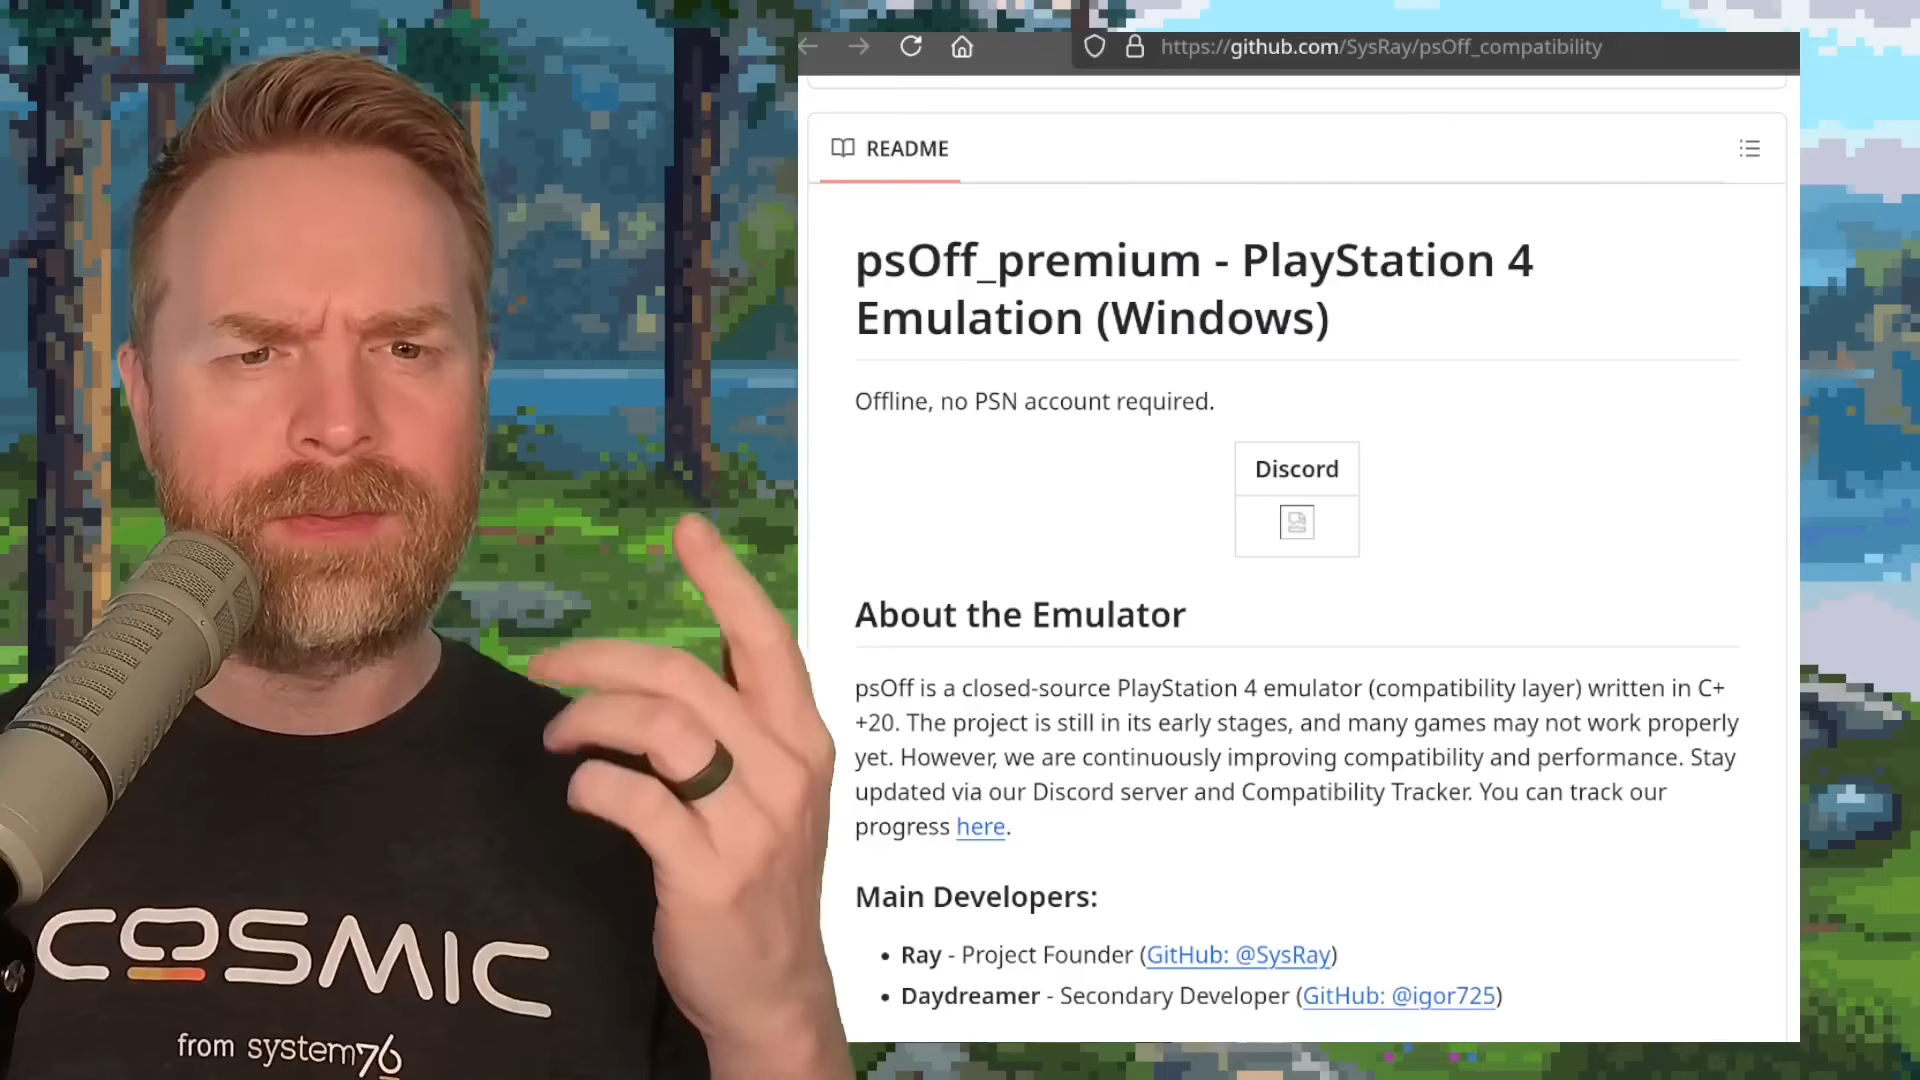 https://github.com/SysRay/psOff_compatibility
README
psOff_premium - PlayStation 4
Emulation (Windows)
Offline, no PSN account required.
Discord
About the Emulator
psOff is a closed-source PlayStation 4 emulator (compatibility layer) written in C+
+20. The project is still in its early stages, and many games may not work properly
yet. However, we are continuously improving compatibility and performance. Stay
updated via our Discord server and Compatibility Tracker. You can track our
progress here.
Main Developers:
Ray - Project Founder (GitHub: @SysRay)
Daydreamer - Secondary Developer (GitHub: @igor725)
COSMIC
from system76